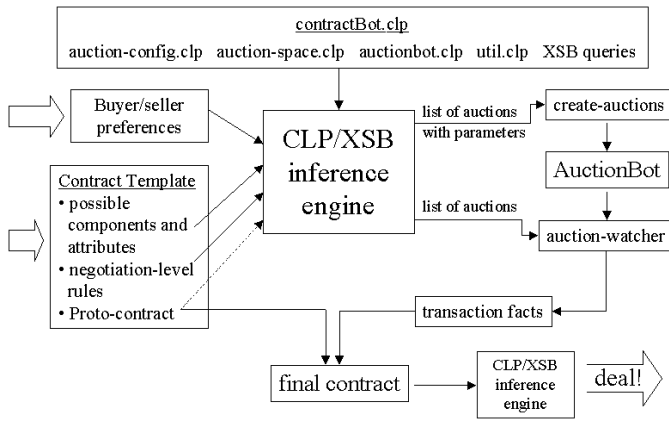 contractBot.clp
auction-config.clp auction-space.clp auctionbot.clp util.clp XSB queries
Buyer/seller
preferences
CLP/XSB
inference
engine
list of auctions
with parameters
create-auctions
AuctionBot
Contract Template
• possible
components and
attributes
• negotiation-level
rules
• Proto-contract
list of auctions
auction-watcher
transaction facts
final contract
CLP/XSB
inference
engine
deal!